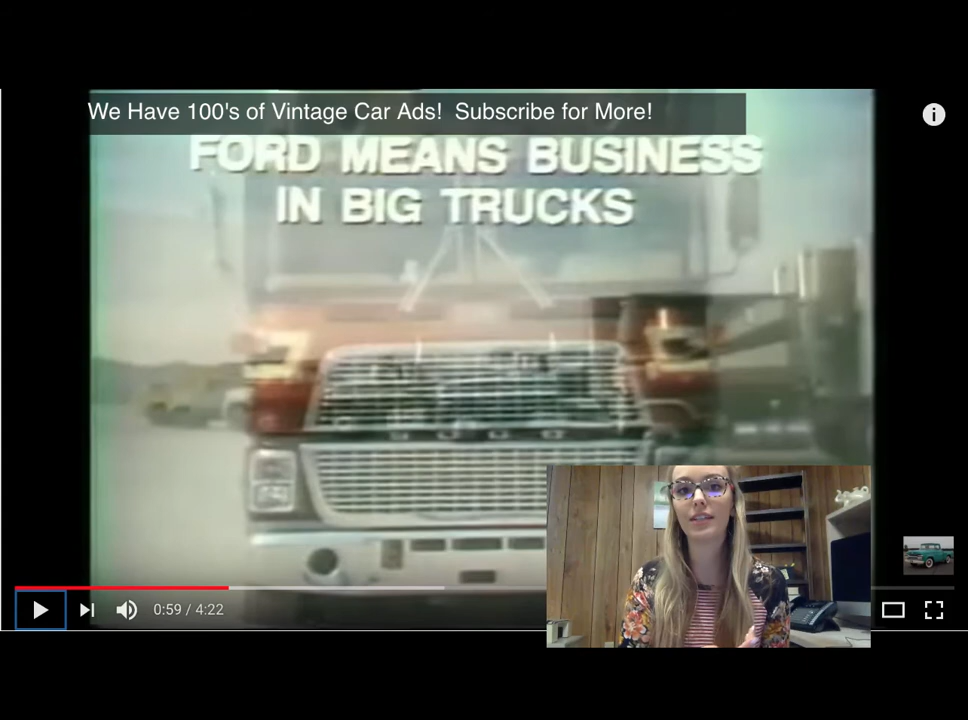 We Have 100's of Vintage Car Ads!  Subscribe for More!
FORD MEANS BUSINESS
IN BIG TRUCKS
0:59 / 4:22